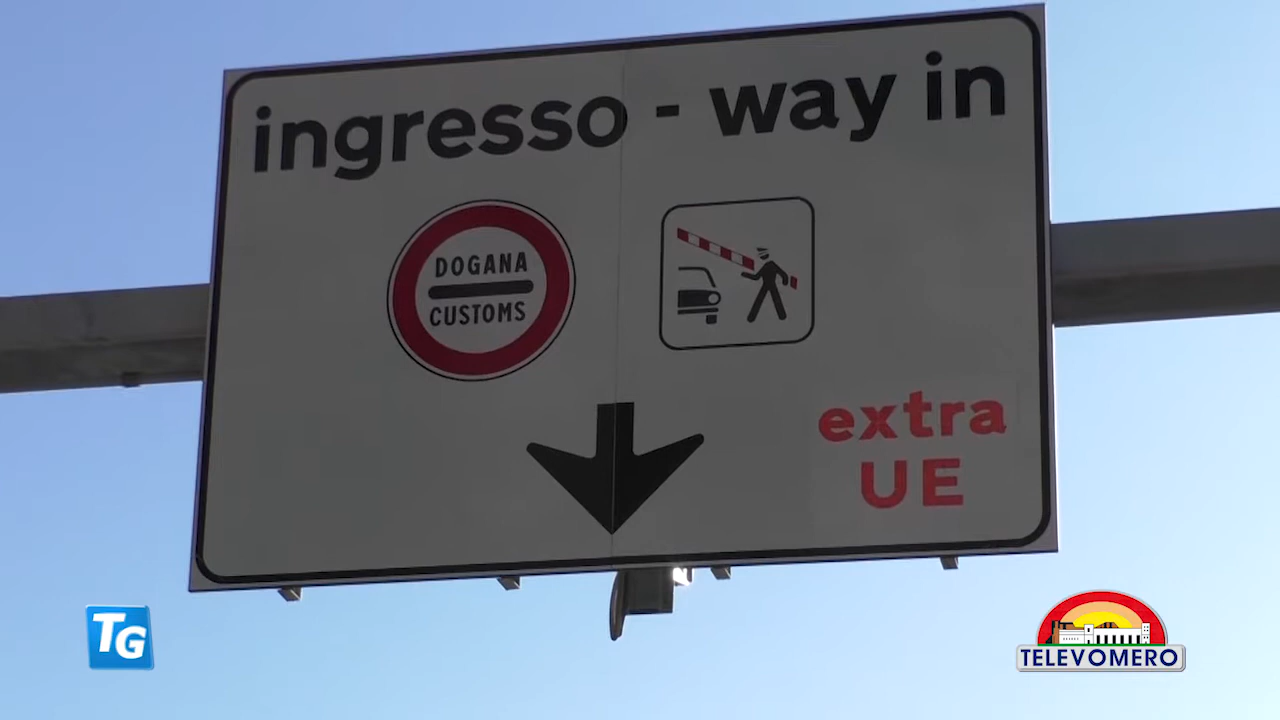 ingresso - way in
DOGANA
CUSTOMS
extra
UE
TG
TELEVOMERO